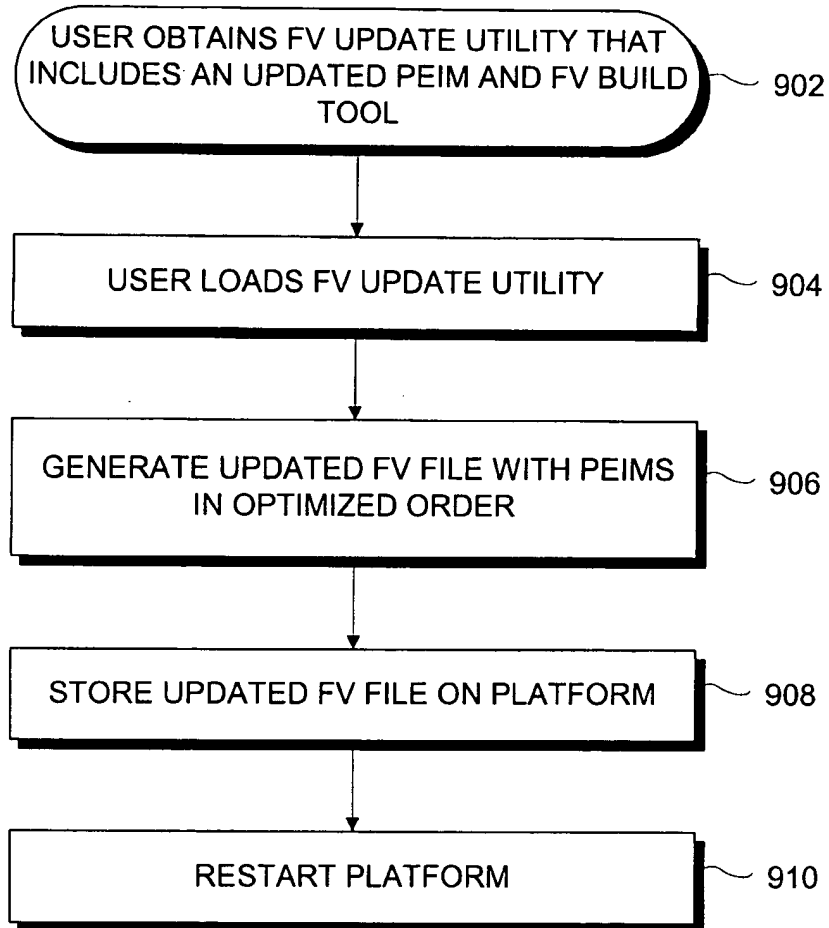 USER OBTAINS FV UPDATE UTILITY THAT
INCLUDES AN UPDATED PEIM AND FV BUILD
TOOL
902
USER LOADS FV UPDATE UTILITY
904
GENERATE UPDATED FV FILE WITH PEIMS
IN OPTIMIZED ORDER
906
STORE UPDATED FV FILE ON PLATFORM
908
RESTART PLATFORM
910